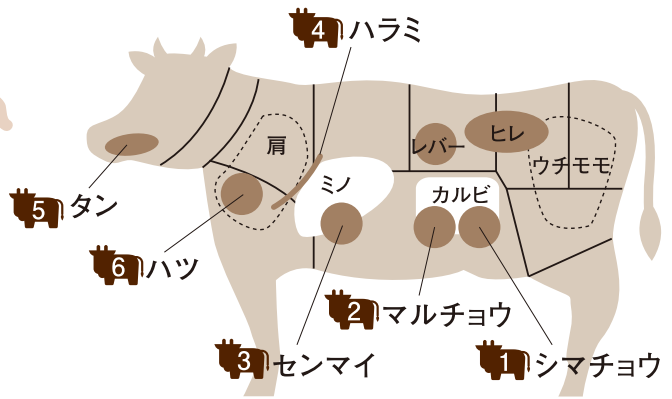 4 ハラミ
肩
レバー
ヒレ
ウチモモ
ミノ
カルビ
5 タン
6 ハツ
2 マルチョウ
3 センマイ
1 シマチョウ